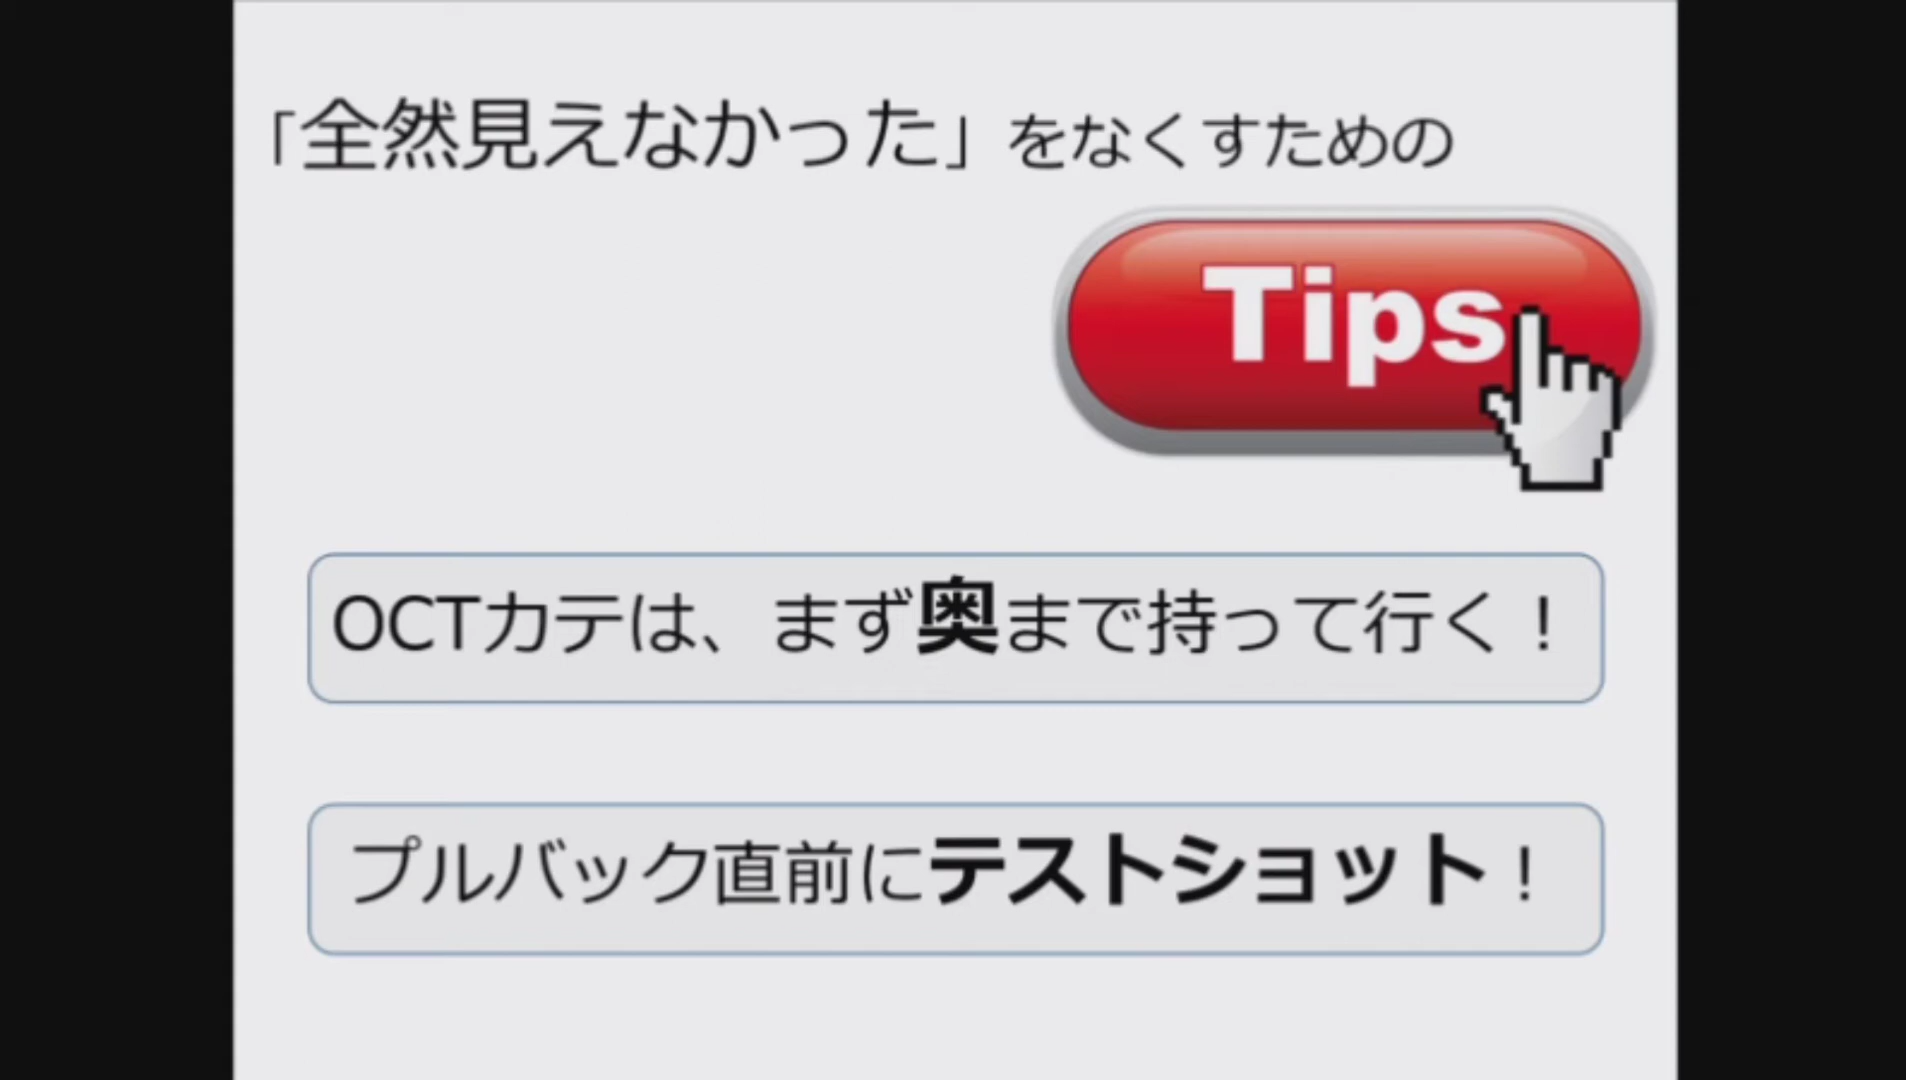 「全然見えなかった」をなくすための
Tips
OCTカテは、まず奥まで持って行く！
プルバック直前にテストショット！